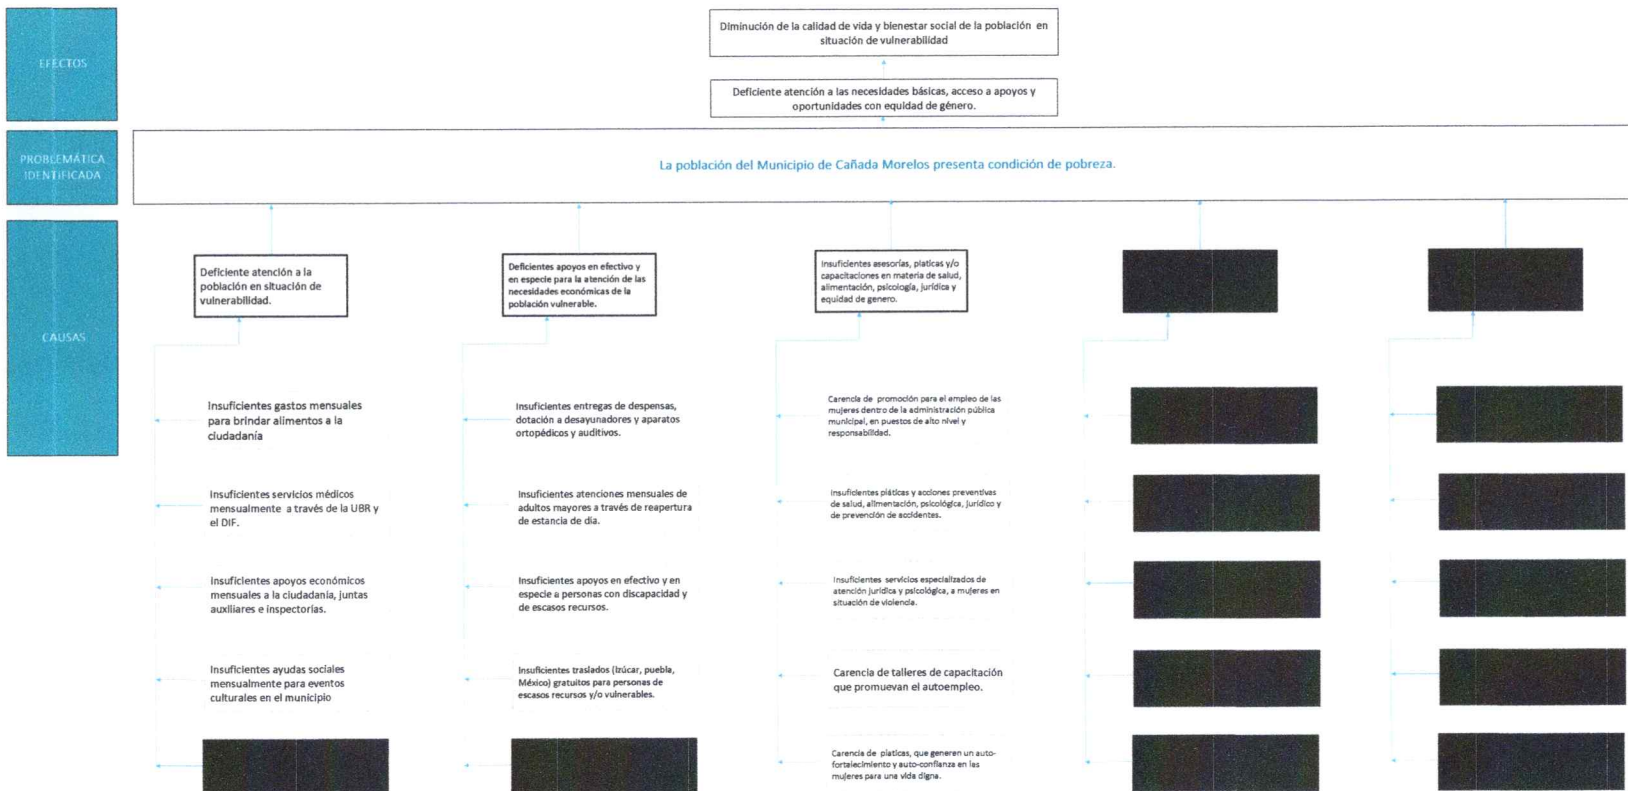 EFECTOS
Diminución de la calidad de vida y bienestar social de la población en
situación de vulnerabilidad
Deficiente atención a las necesidades básicas, acceso a apoyos y
oportunidades con equidad de género.
PROBLEMÁTICA
IDENTIFICADA
La población del Municipio de Cañada Morelos presenta condición de pobreza.
CAUSAS
Deficiente atención a la
población en situación de
vulnerabilidad.
Insuficientes gastos mensuales
para brindar alimentos a la
ciudadanía
Insuficientes servicios médicos
mensualmente a través de la UBR y
el DIF.
Insuficientes apoyos económicos
mensuales a la ciudadanía, juntas
auxiliares e inspectorías.
Insuficientes ayudas sociales
mensualmente para eventos
culturales en el municipio
Deficientes apoyos en efectivo y
en especie para la atención de las
necesidades económicas de la
población vulnerable.
Insuficientes entregas de despensas,
dotación a desayunadores y aparatos
ortopédicos y auditivos.
Insuficientes atenciones mensuales de
adultos mayores a través de reapertura
de estancia de día.
Insuficientes apoyos en efectivo y en
especie a personas con discapacidad y
de escasos recursos.
Insuficientes traslados (Izúcar, puebla,
México) gratuitos para personas de
escasos recursos y/o vulnerables.
Insuficientes asesorías, platicas y/o
capacitaciones en materia de salud,
alimentación, psicología, jurídica y
equidad de genero.
Carencia de promoción para el empleo de las
mujeres dentro de la administración pública
municipal, en puestos de alto nivel y
responsabilidad.
Insuficientes pláticas y acciones preventivas
de salud, alimentación, psicológica, jurídico y
de prevención de accidentes.
Insuficientes servicios especializados de
atención jurídica y psicológica, a mujeres en
situación de violencia.
Carencia de talleres de capacitación
que promuevan el autoempleo.
Carencia de platicas, que generen un auto-
fortalecimiento y auto-confianza en las
mujeres para una vida digna.